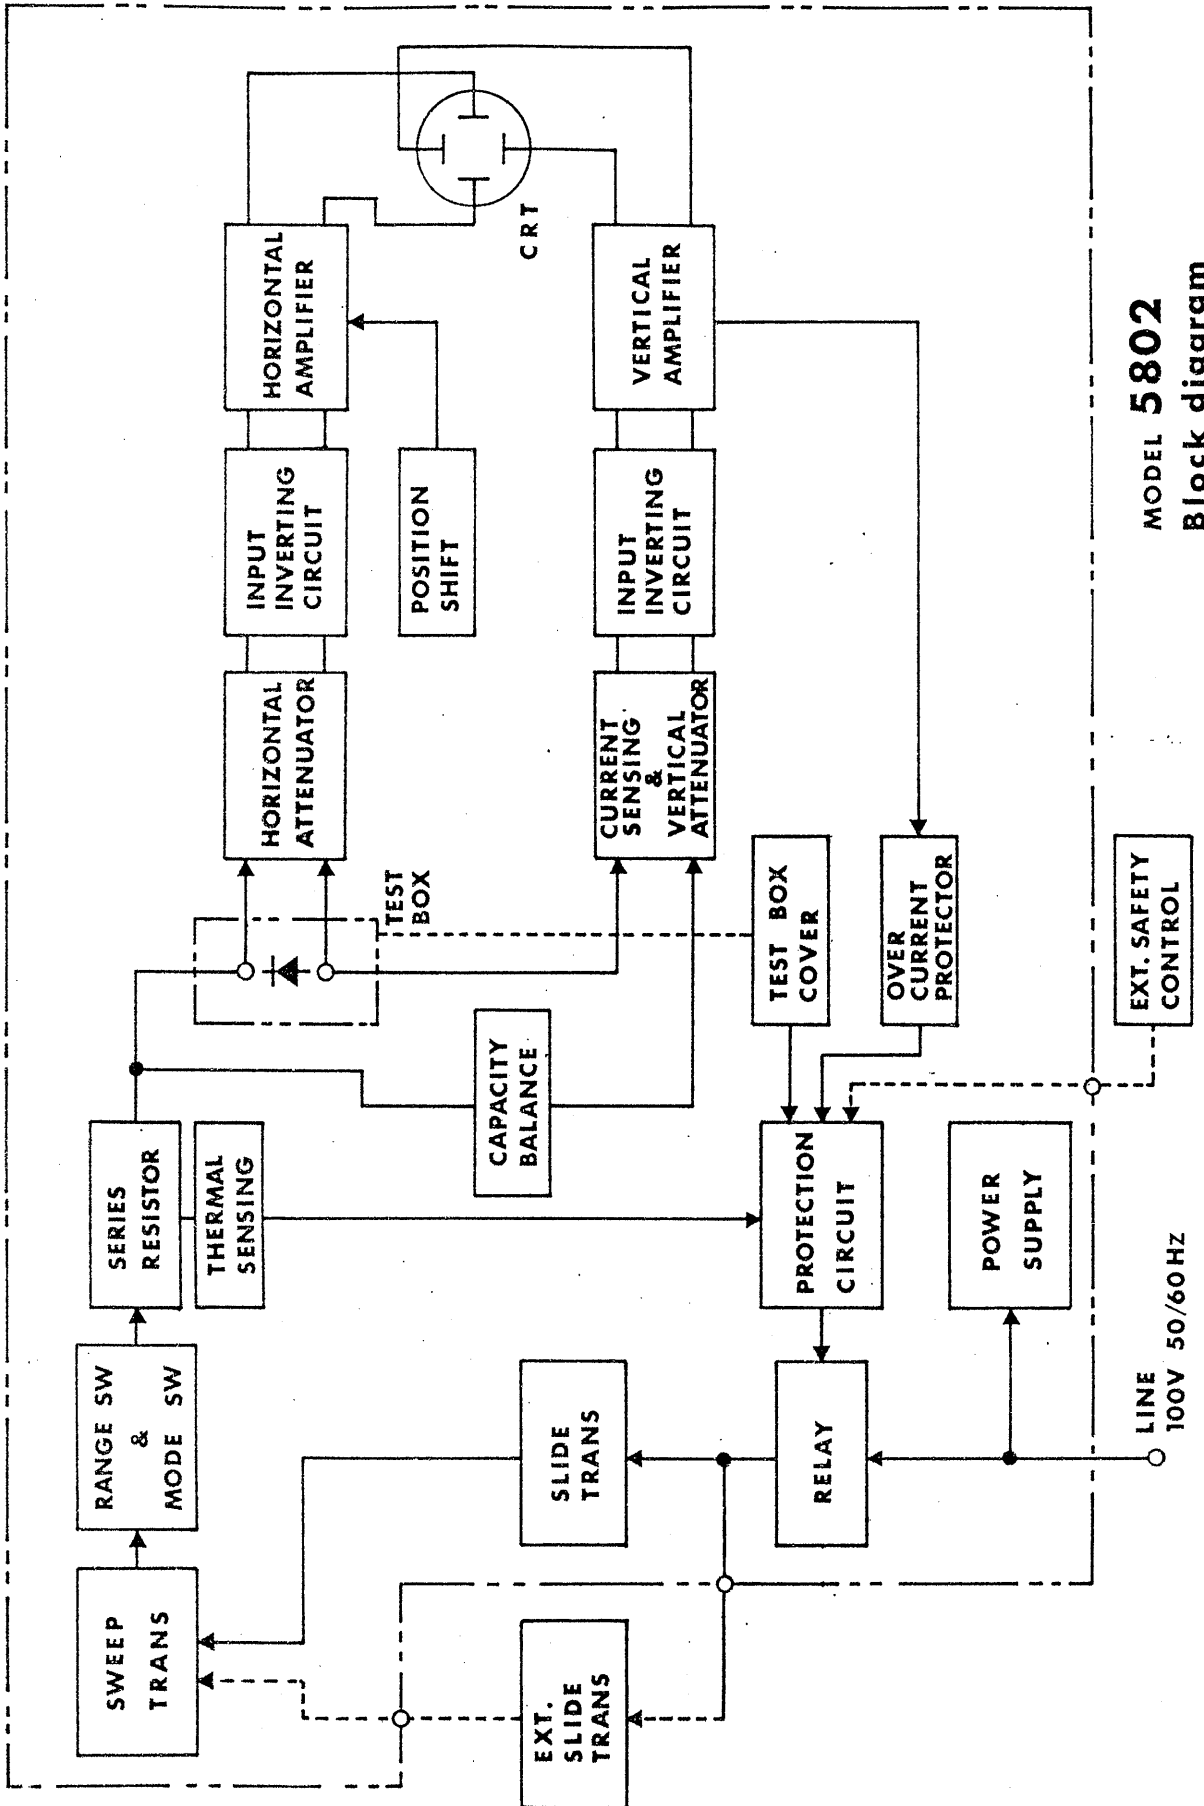 SWEEP
TRANS
RANGE SW
&
MODE SW
SERIES
RESISTOR
THERMAL
SENSING
TEST
BOX
HORIZONTAL
ATTENUATOR
INPUT
INVERTING
CIRCUIT
HORIZONTAL
AMPLIFIER
POSITION
SHIFT
CRT
CAPACITY
BALANCE
CURRENT
SENSING
&
VERTICAL
ATTENUATOR
INPUT
INVERTING
CIRCUIT
VERTICAL
AMPLIFIER
EXT.
SLIDE
TRANS
SLIDE
TRANS
RELAY
PROTECTION
CIRCUIT
TEST BOX
COVER
OVER
CURRENT
PROTECTOR
POWER
SUPPLY
EXT. SAFETY
CONTROL
LINE
100V 50/60Hz
MODEL 5802
Block diagram